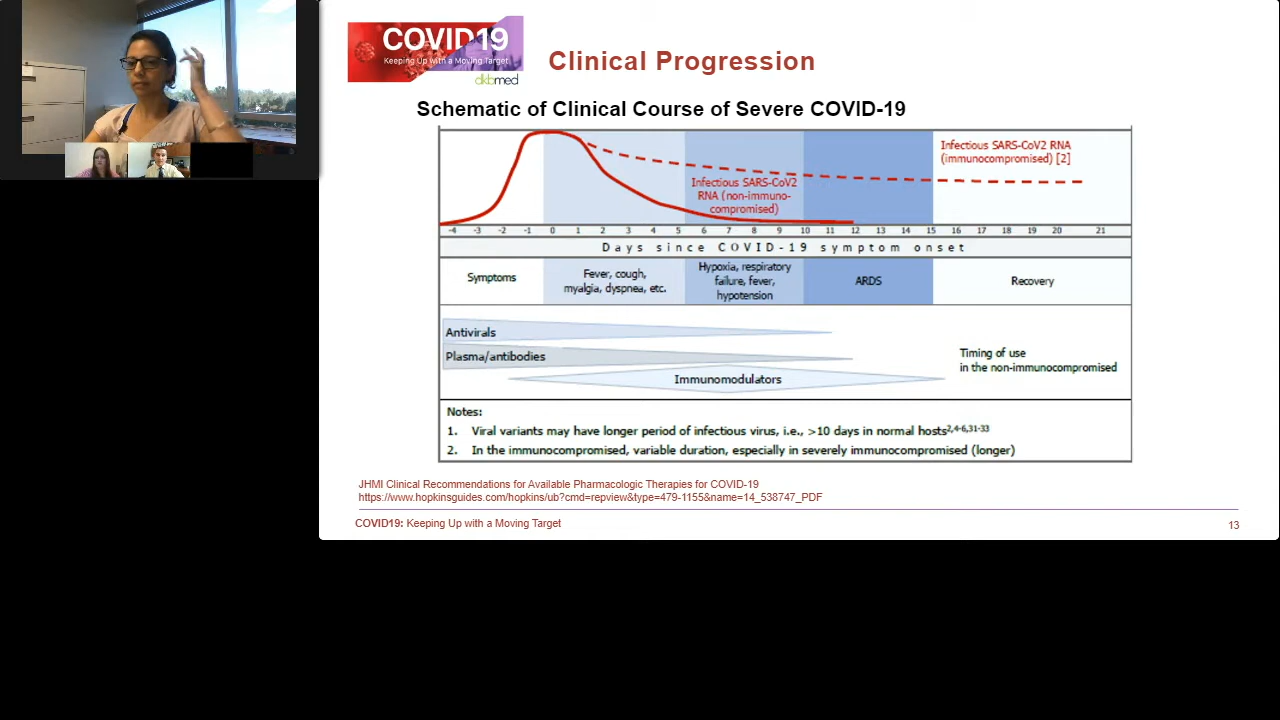 COVID19
Keeping Up with a Moving Target
dkbmed
Clinical Progression
Schematic of Clinical Course of Severe COVID-19
Infectious SARS-CoV2 RNA
(immunocompromised) [2]
Infectious SARS-CoV2
RNA (non-immuno-
compromised)
-4 -3 -2 -1 0 1 2 3 4 5 6 7 8 9 10 11 12 13 14 15 16 17 18 19 20 21
Days since COVID-19 symptom onset
Symptoms
Fever, cough,
myalgia, dyspnea, etc.
Hypoxia, respiratory
failure, fever,
hypotension
ARDS
Recovery
Antivirals
Plasma/antibodies
Immunomodulators
Timing of use
in the non-immunocompromised
Notes:
1. Viral variants may have longer period of infectious virus, i.e., >10 days in normal hosts2,4-6,31-33
2. In the immunocompromised, variable duration, especially in severely immunocompromised (longer)
JHMI Clinical Recommendations for Available Pharmacologic Therapies for COVID-19
https://www.hopkinsguides.com/hopkins/ub?cmd=repview&type=479-1155&name=14_538747_PDF
COVID19: Keeping Up with a Moving Target
13